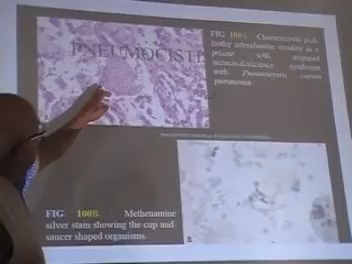 PNEUMOCISTI
FIG 100A. Characteristic pink
frothy intraalveolar exudate in a
patient with acquired
immunodeficiency syndrome
with Pneumocystis carinii
pneumonia
FIG 100B. Methenamine
silver stain showing the cup and
saucer shaped organisms
B